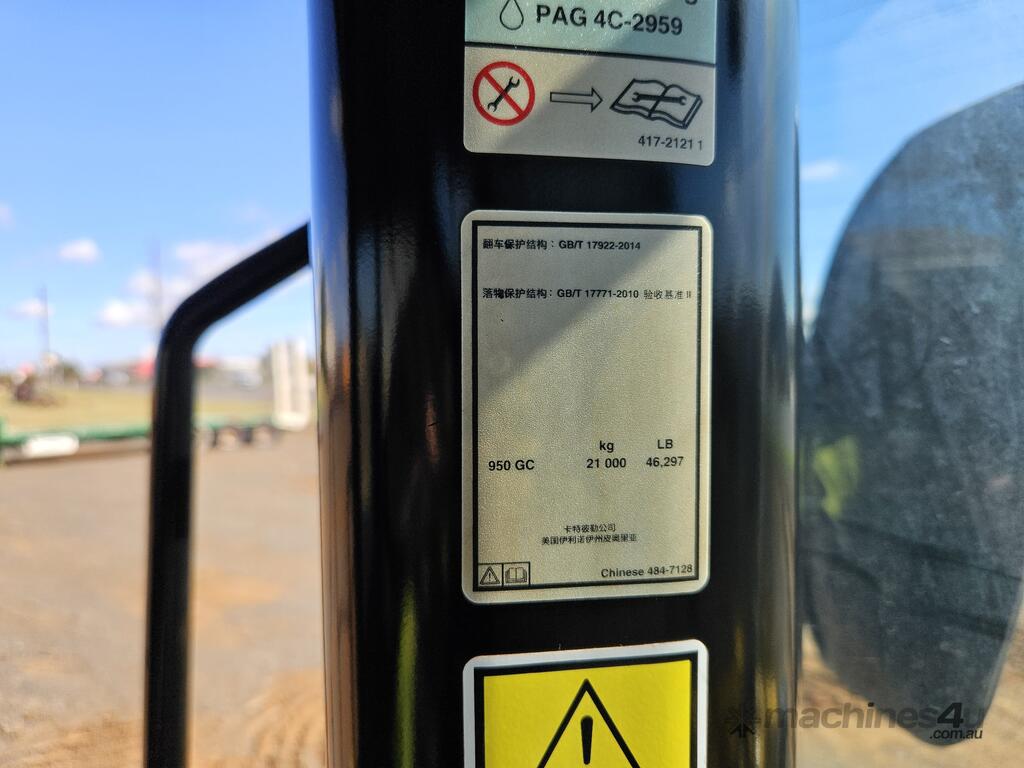 PAG 4C-2959
417-2121 1
翻车保护结构：GB/T 17922-2014
落物保护结构：GB/T 17771-2010 验收基准 II
kg LB
950 GC 21 000 46,297
卡特彼勒公司
美国伊利诺伊州皮奥里亚
Chinese 484-7128
machines4u
.com.au